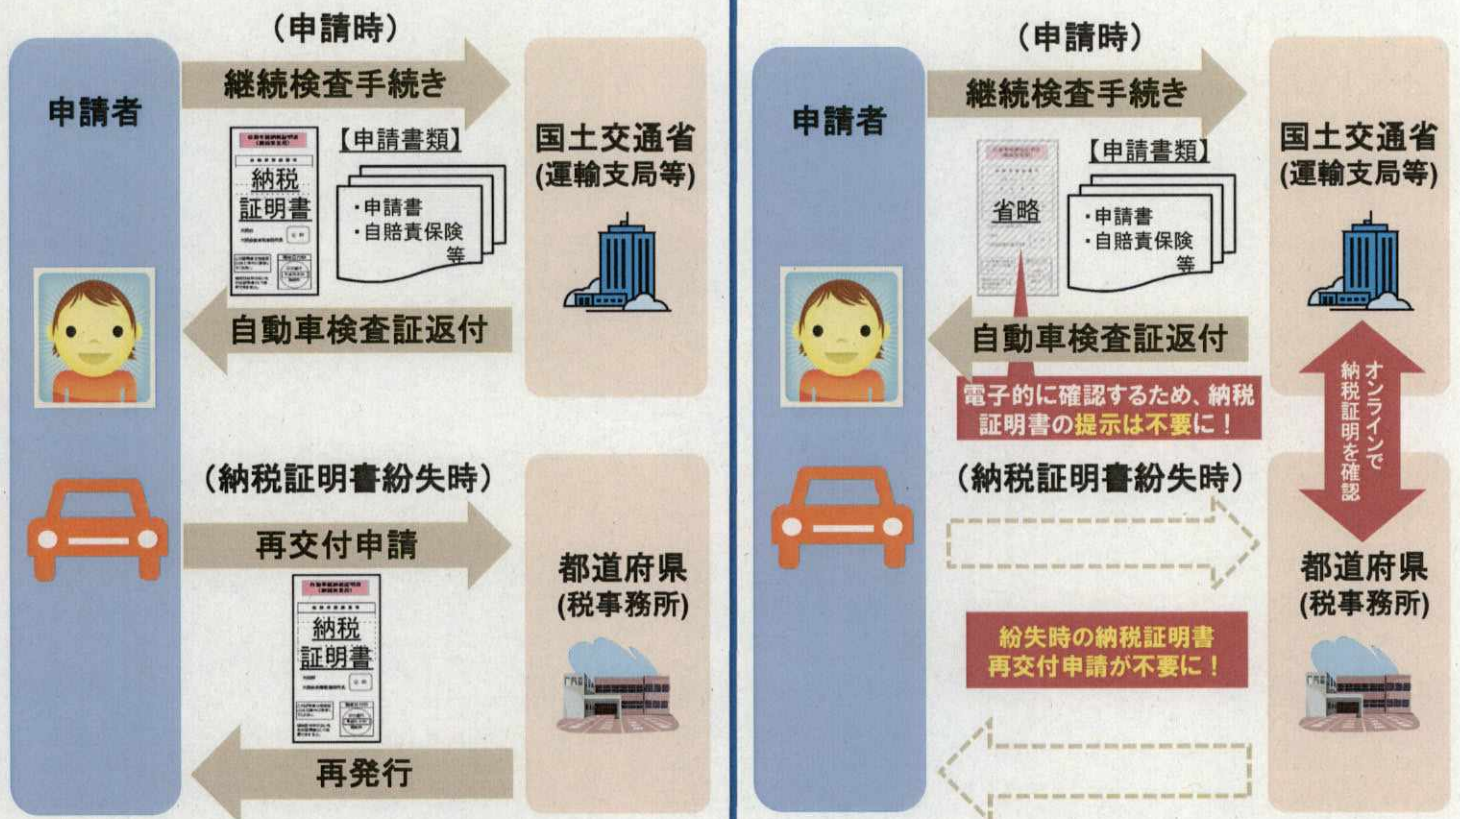 (申請時)
申請者
継続検査手続き
国土交通省
(運輸支局等)
納税
証明書
【申請書類】
・申請書
・自賠責保険
等
自動車検査証返付
(納税証明書紛失時)
再交付申請
都道府県
(税事務所)
納税
証明書
再発行
(申請時)
申請者
継続検査手続き
国土交通省
(運輸支局等)
省略
【申請書類】
・申請書
・自賠責保険
等
自動車検査証返付
電子的に確認するため、納税
証明書の提示は不要に!
オンラインで
納税証明を確認
(納税証明書紛失時)
都道府県
(税事務所)
紛失時の納税証明書
再交付申請が不要に!